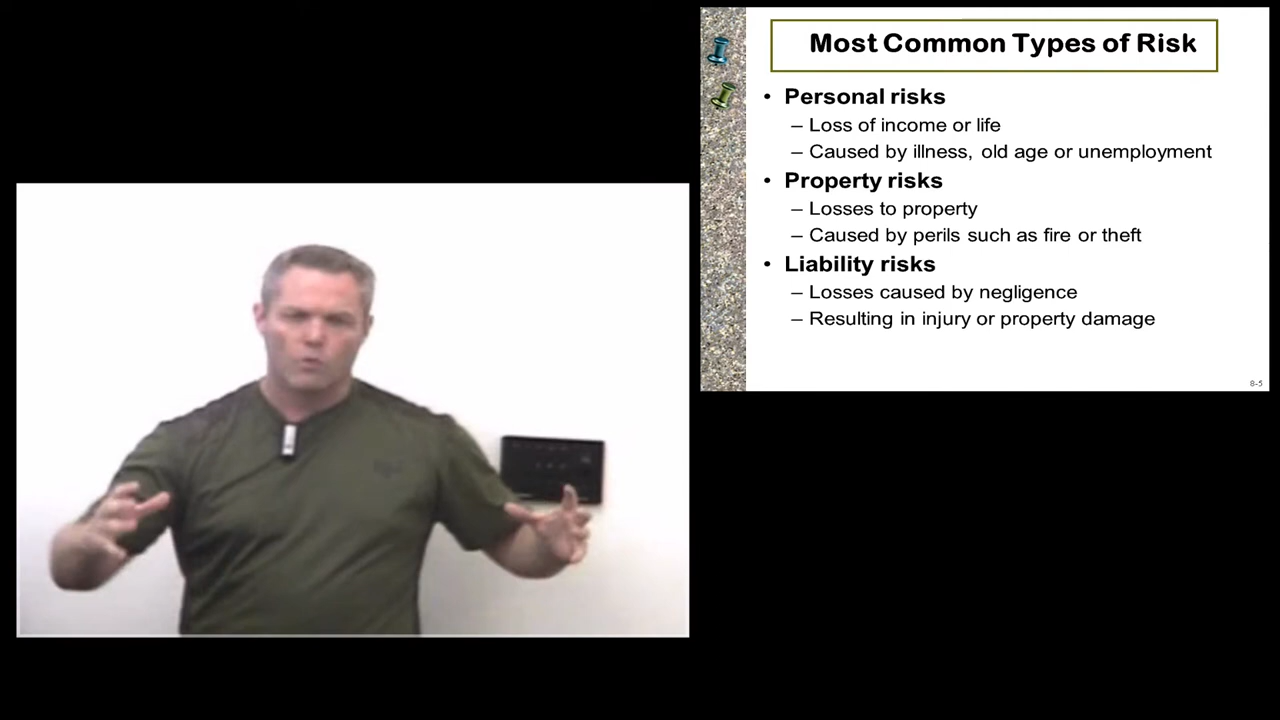 Most Common Types of Risk
• Personal risks
– Loss of income or life
– Caused by illness, old age or unemployment
• Property risks
– Losses to property
– Caused by perils such as fire or theft
• Liability risks
– Losses caused by negligence
– Resulting in injury or property damage
8-5